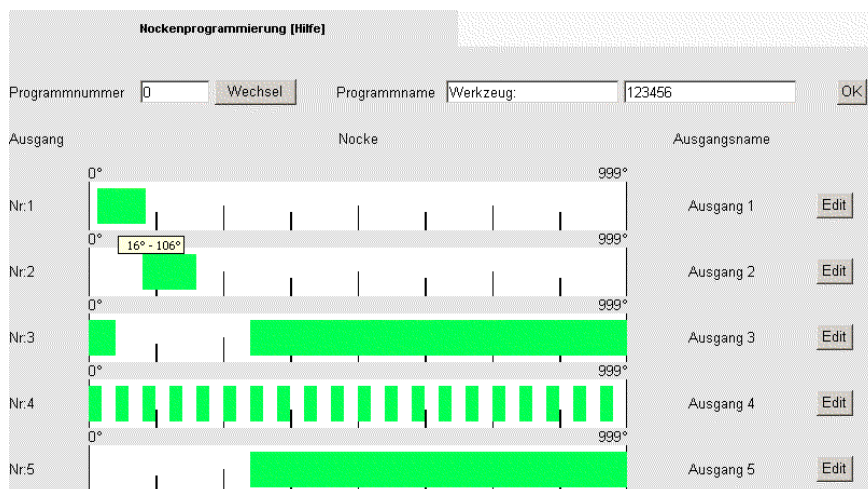 Nockenprogrammierung [Hilfe]
Programmnummer 0 Wechsel Programmname Werkzeug: 123456 OK
Ausgang Nocke Ausgangsname
0° 999°
Nr:1 Ausgang 1 Edit
0° 16° - 106° 999°
Nr:2 Ausgang 2 Edit
0° 999°
Nr:3 Ausgang 3 Edit
0° 999°
Nr:4 Ausgang 4 Edit
0° 999°
Nr:5 Ausgang 5 Edit